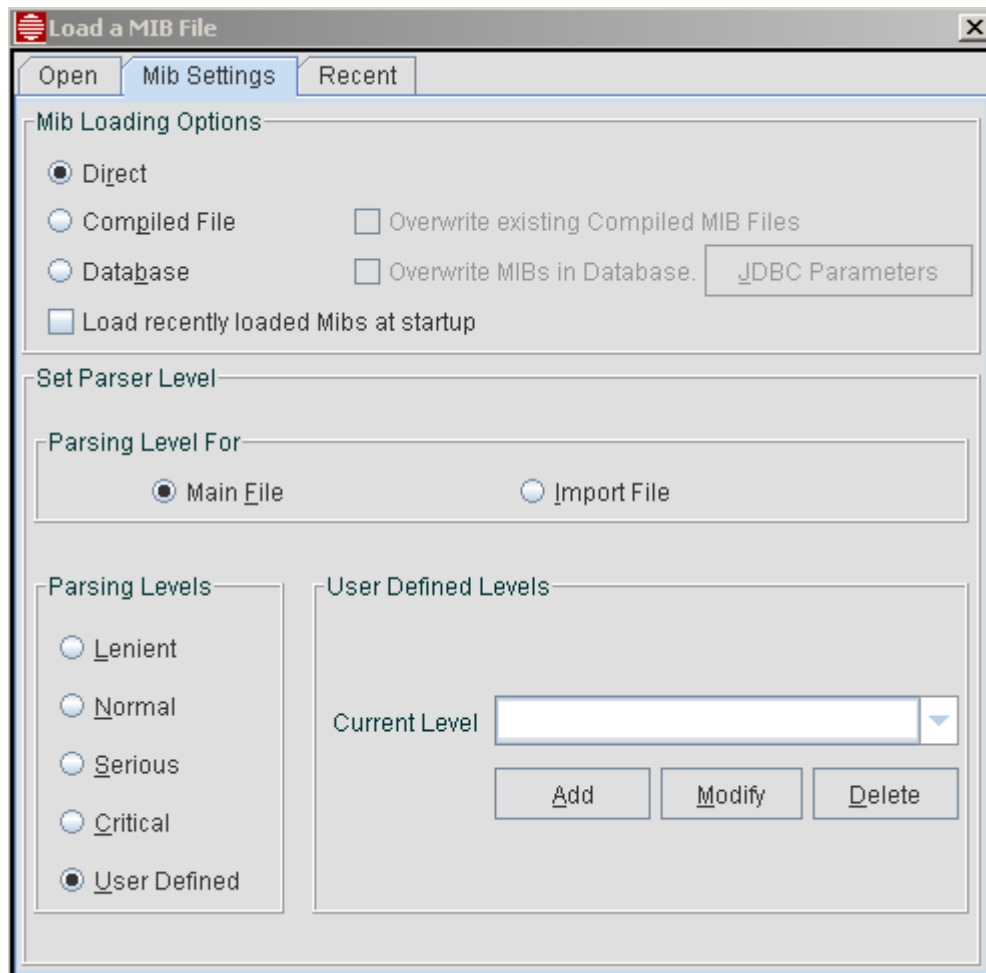 Load a MIB File
Open Mib Settings Recent
Mib Loading Options
Direct
Compiled File Overwrite existing Compiled MIB Files
Database Overwrite MIBs in Database. JDBC Parameters
Load recently loaded Mibs at startup
Set Parser Level
Parsing Level For
Main File Import File
Parsing Levels User Defined Levels
Lenient
Normal
Current Level
Serious
Add Modify Delete
Critical
User Defined